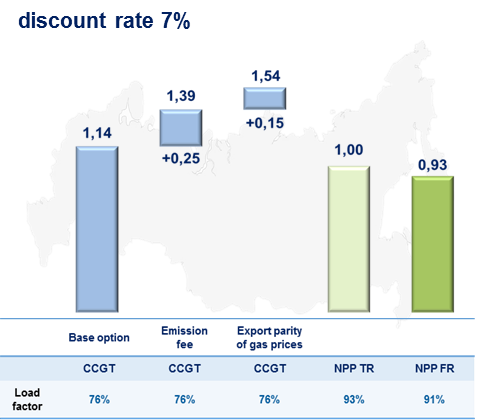 discount rate 7%
1,14
1,39
+0,25
1,54
+0,15
1,00
0,93
Base option
Emission
fee
Export parity
of gas prices
CCGT CCGT CCGT NPP TR NPP FR
Load
factor
76% 76% 76% 93% 91%